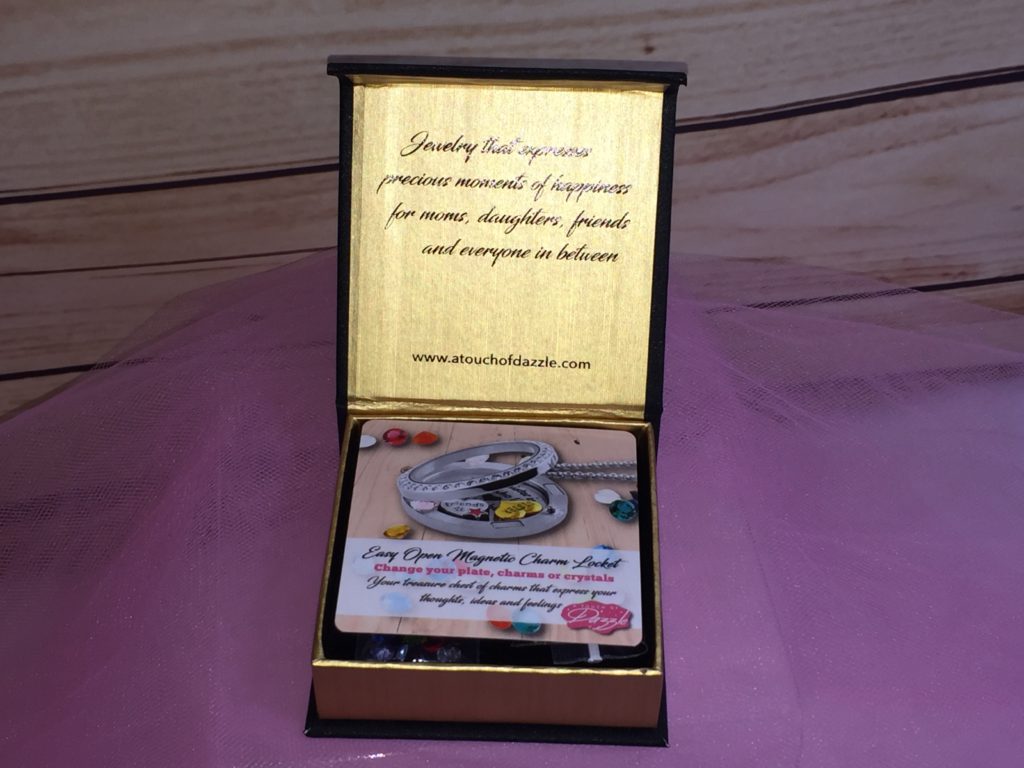 Jewelry that expresses
precious moments of happiness
for moms, daughters, friends
and everyone in between
www.atouchofdazzle.com
Easy Open Magnetic Charm Locket
Change your plate, charms or crystals
Your treasure chest of charms that express your
thoughts, ideas and feelings
Dazzle